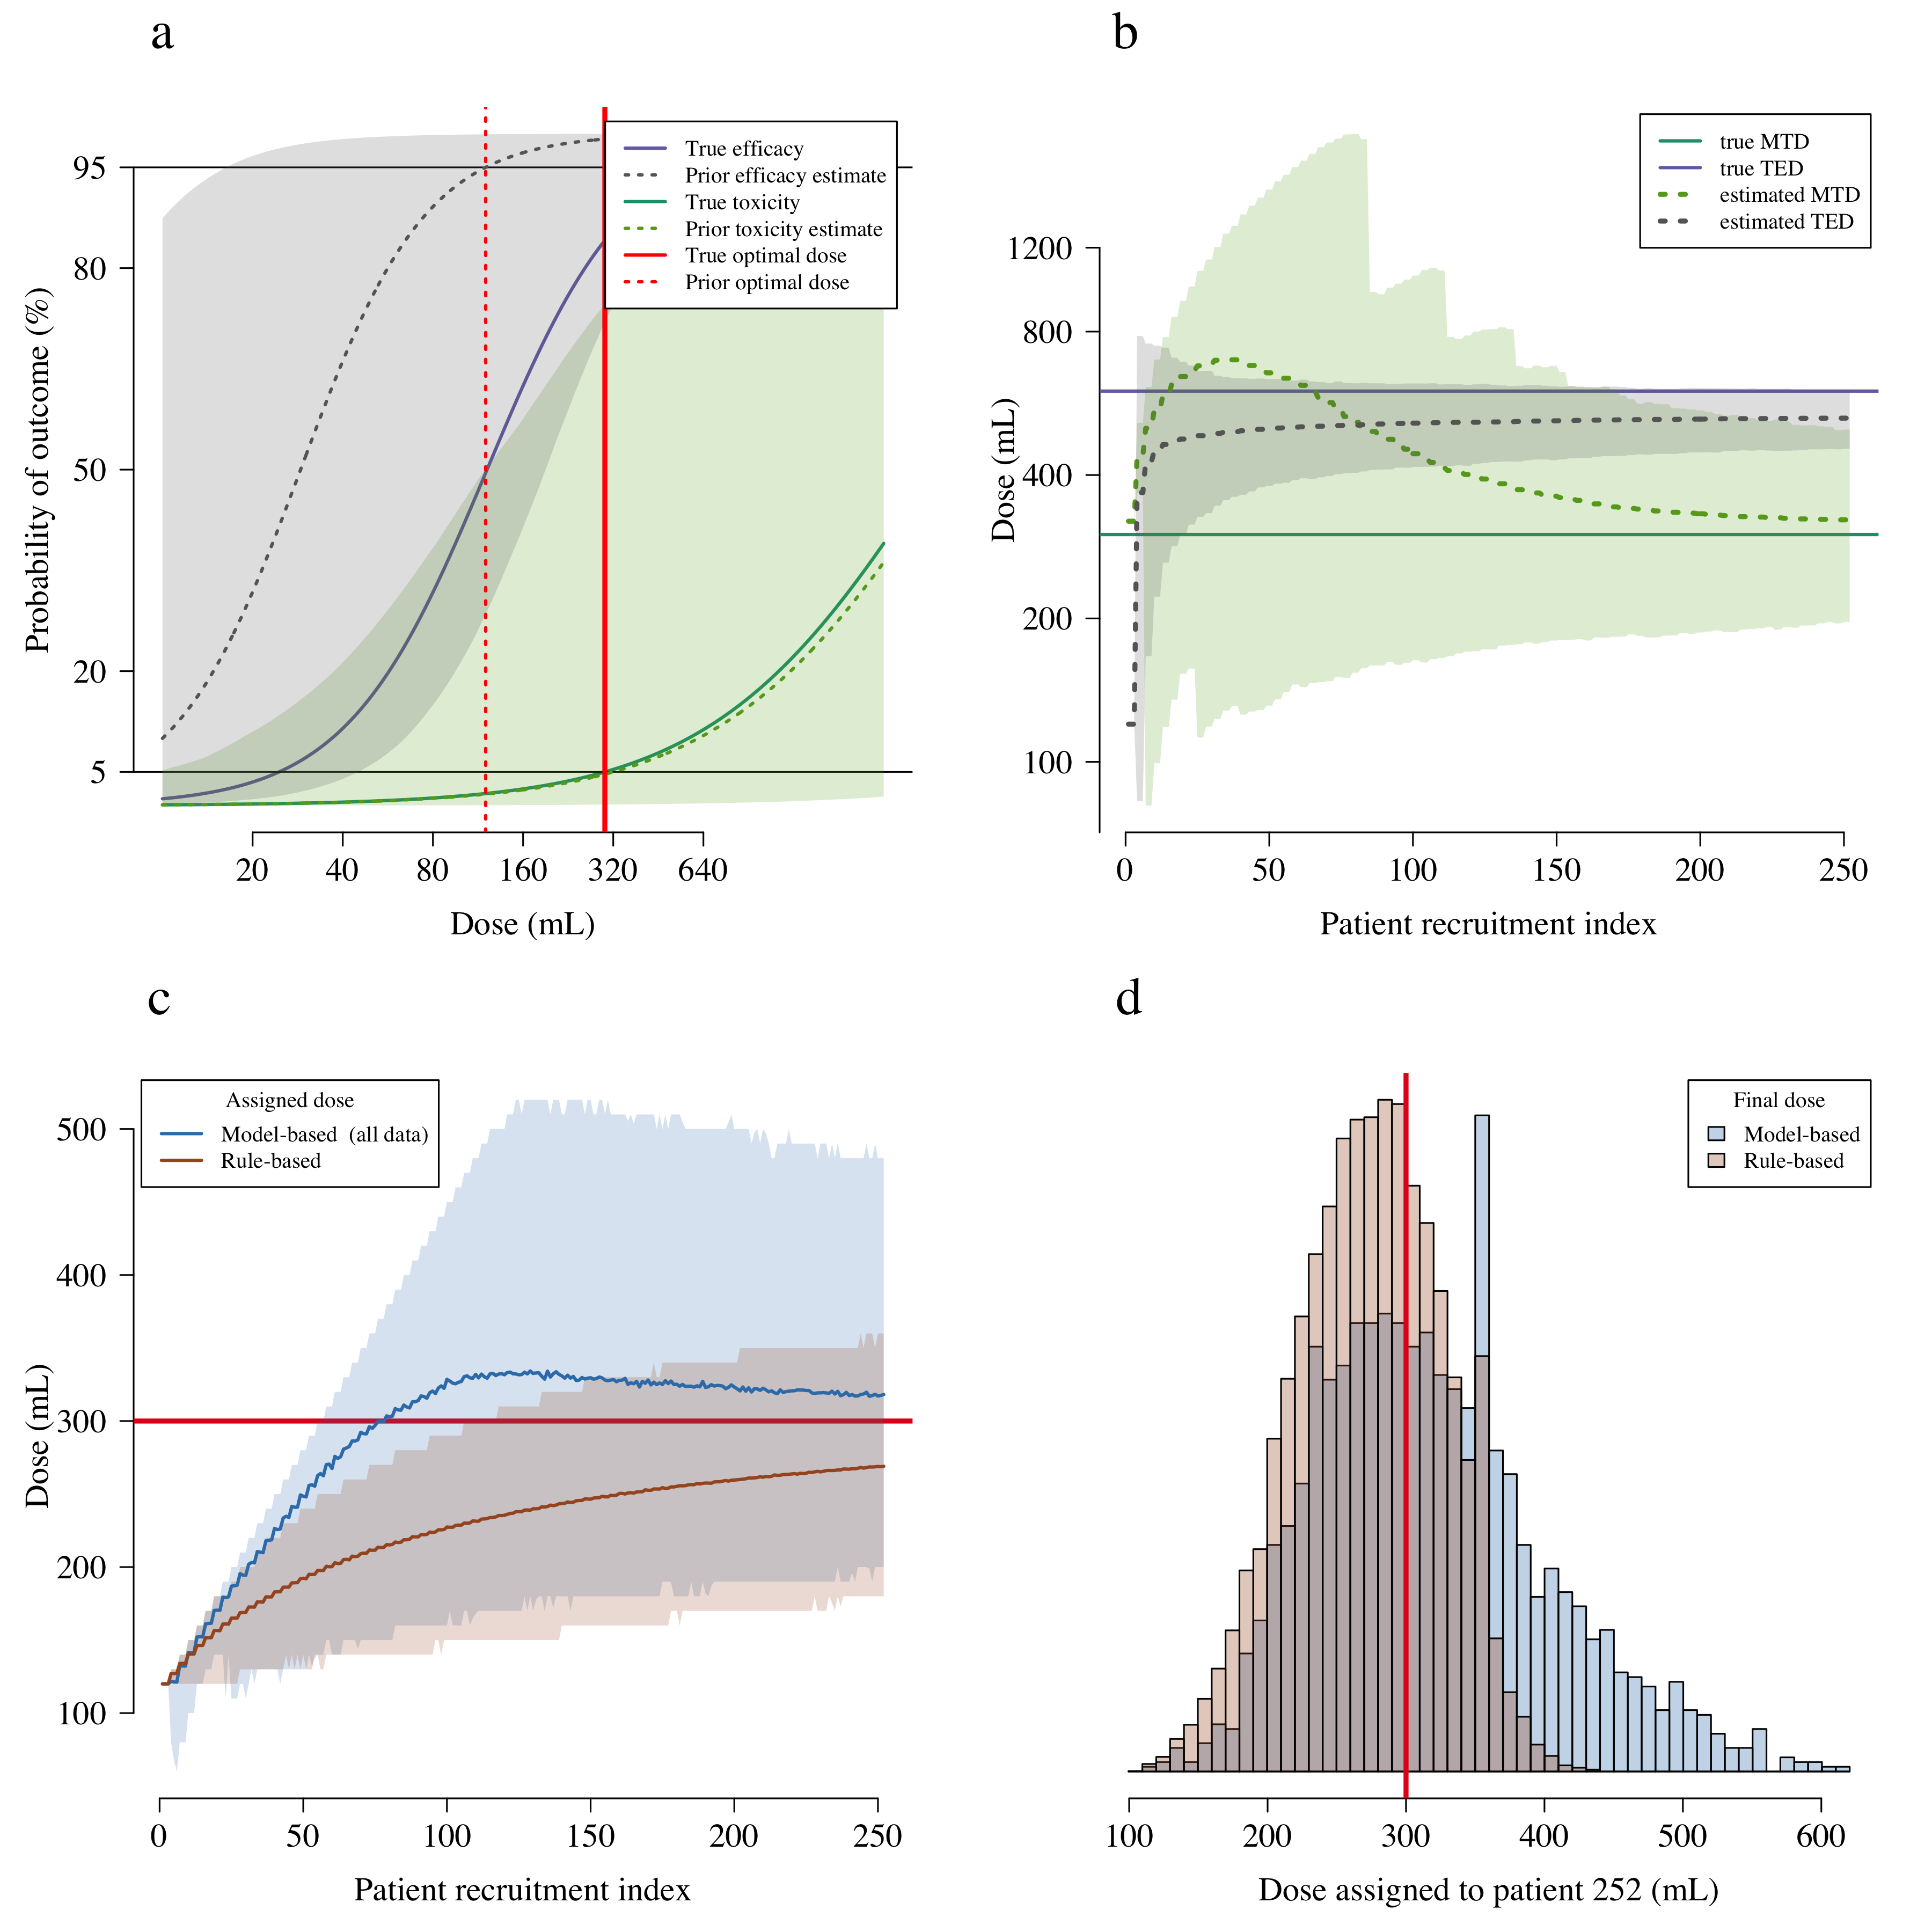 a
Probability of outcome (%)
95
80
50
20
5
True efficacy
Prior efficacy estimate
True toxicity
Prior toxicity estimate
True optimal dose
Prior optimal dose
20 40 80 160 320 640
Dose (mL)
b
Dose (mL)
1200
800
400
200
100
true MTD
true TED
estimated MTD
estimated TED
0 50 100 150 200 250
Patient recruitment index
c
Dose (mL)
500
400
300
200
100
Assigned dose
Model-based (all data)
Rule-based
0 50 100 150 200 250
Patient recruitment index
d
Final dose
Model-based
Rule-based
100 200 300 400 500 600
Dose assigned to patient 252 (mL)